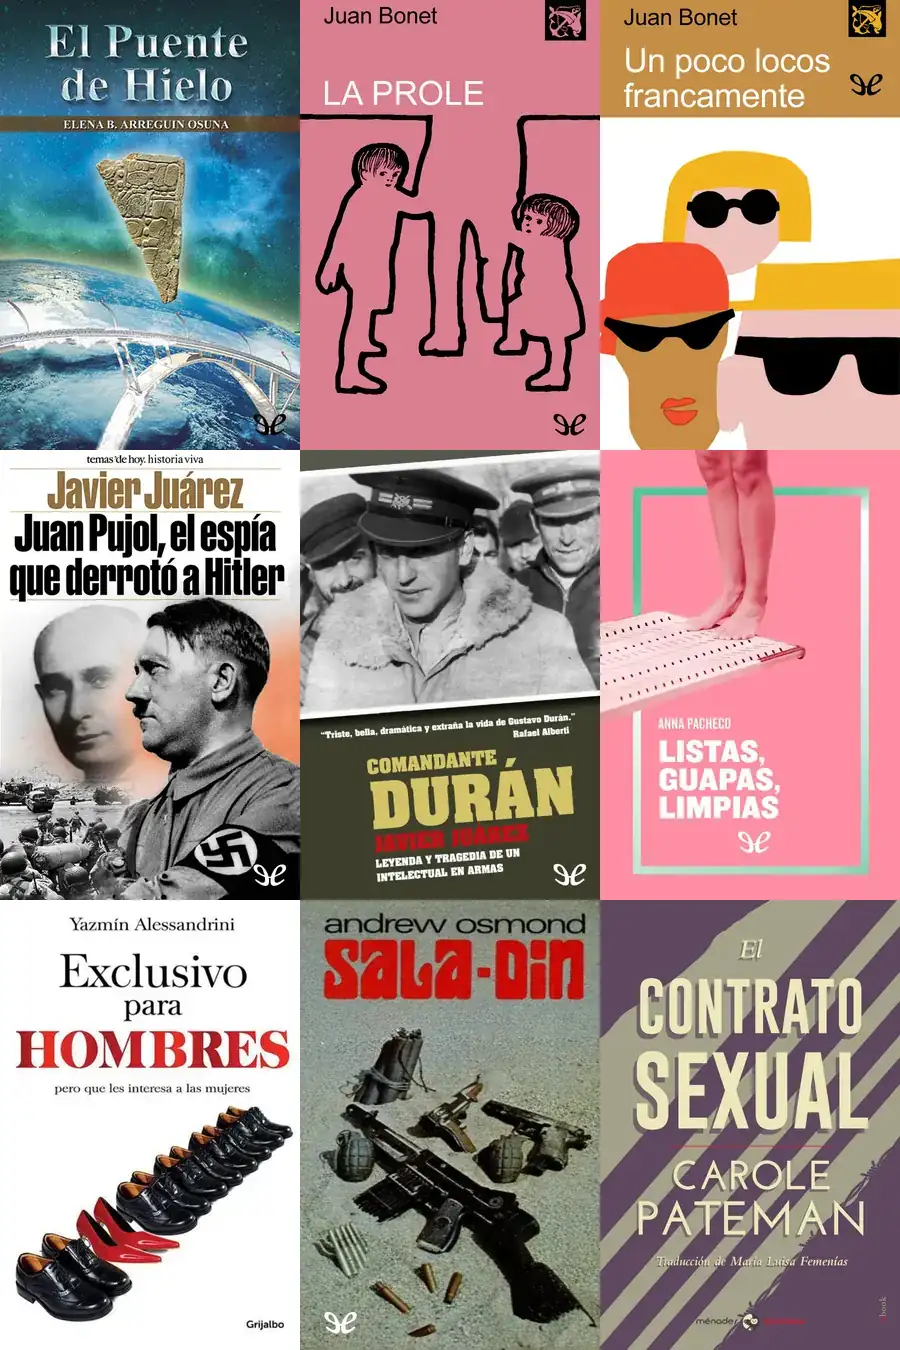 El Puente
de Hielo
ELENA B. ARREGUIN OSUNA
Juan Bonet
LA PROLE
Juan Bonet
Un poco locos
francamente
temas de hoy. historia viva
Javier Juárez
Juan Pujol, el espía
que derrotó a Hitler
"Triste, bella, dramática y extraña la vida de Gustavo Durán."
Rafael Alberti
COMANDANTE
DURÁN
JAVIER JUÁREZ
LEYENDA Y TRAGEDIA DE UN
INTELECTUAL EN ARMAS
ANNA PACHECO
LISTAS,
GUAPAS,
LIMPIAS
Yazmín Alessandrini
Exclusivo
para
HOMBRES
pero que les interesa a las mujeres
Grijalbo
andrew osmond
SALA-DIN
El
CONTRATO
SEXUAL
CAROLE
PATEMAN
Traducción de María Luisa Femenías
ménades
book